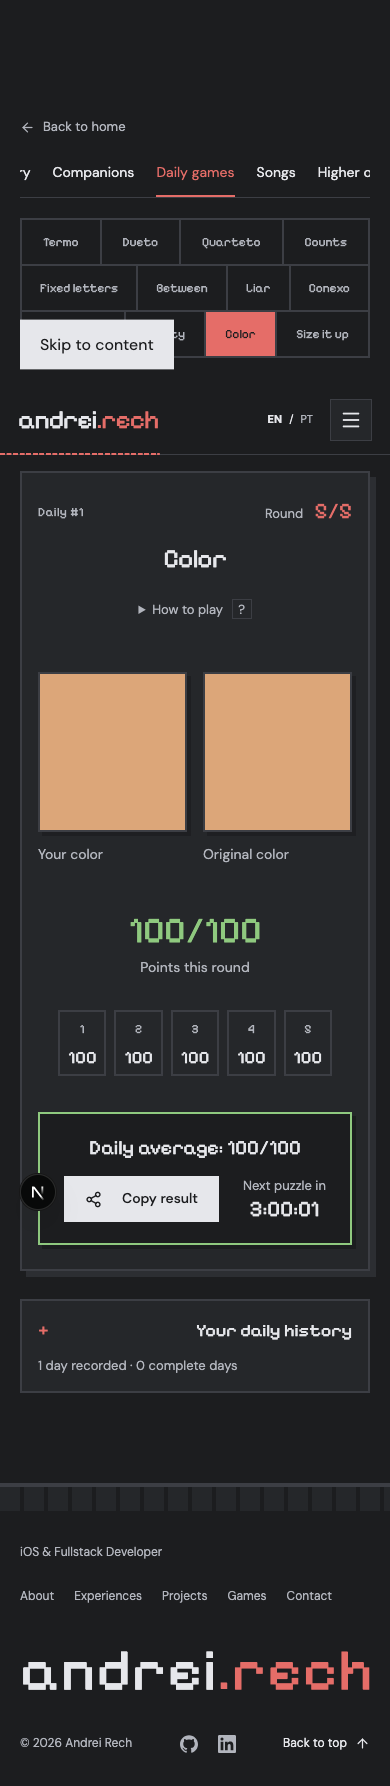 ← Back to home
ry Companions Daily games Songs Higher o
Termo Dueto Quarteto Counts
Fixed letters Between Liar Conexo
ty Color Size it up
Skip to content
andrei.rech EN / PT
Daily #1 Round 5/5
Color
How to play ?
Your color Original color
100/100
Points this round
1 2 3 4 5
100 100 100 100 100
Daily average: 100/100
N Copy result Next puzzle in
3:00:01
+ Your daily history
1 day recorded · 0 complete days
iOS & Fullstack Developer
About Experiences Projects Games Contact
andrei.rech
© 2026 Andrei Rech in Back to top ↑